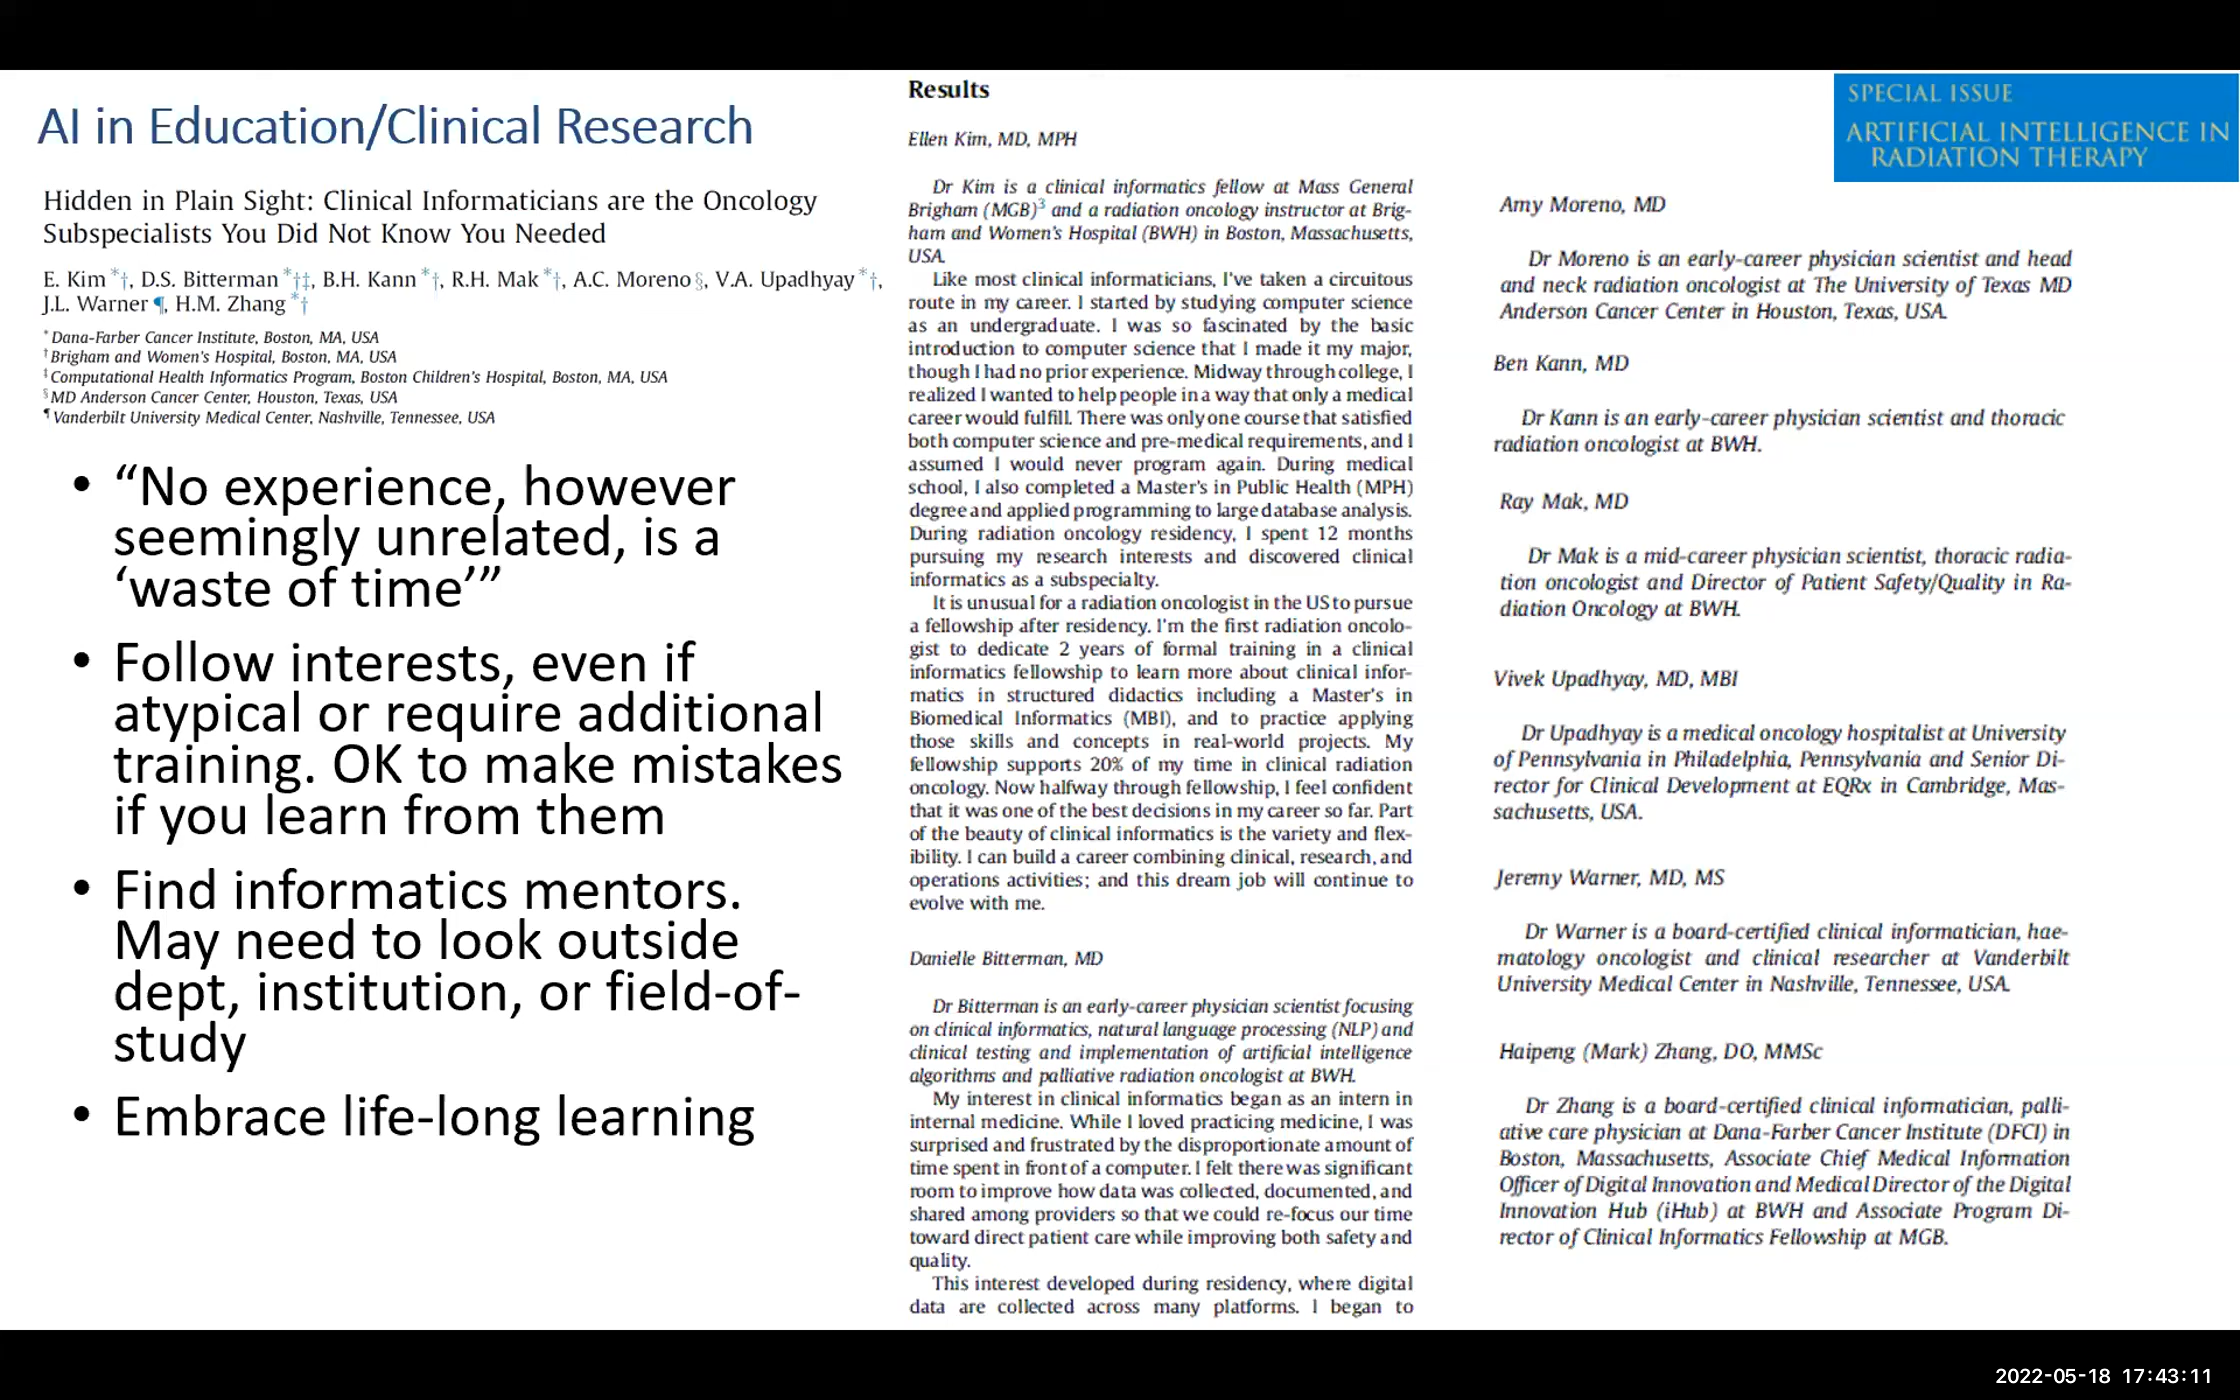 AI in Education/Clinical Research
Hidden in Plain Sight: Clinical Informaticians are the Oncology
Subspecialists You Did Not Know You Needed
E. Kim *†, D.S. Bitterman *†‡, B.H. Kann *†, R.H. Mak *†, A.C. Moreno §, V.A. Upadhyay *†,
J.L. Warner ¶, H.M. Zhang *†
* Dana-Farber Cancer Institute, Boston, MA, USA
† Brigham and Women's Hospital, Boston, MA, USA
‡ Computational Health Informatics Program, Boston Children's Hospital, Boston, MA, USA
§ MD Anderson Cancer Center, Houston, Texas, USA
¶ Vanderbilt University Medical Center, Nashville, Tennessee, USA
• “No experience, however
seemingly unrelated, is a
‘waste of time’”
• Follow interests, even if
atypical or require additional
training. OK to make mistakes
if you learn from them
• Find informatics mentors.
May need to look outside
dept, institution, or field-of-
study
• Embrace life-long learning
Results
Ellen Kim, MD, MPH
Dr Kim is a clinical informatics fellow at Mass General
Brigham (MGB)3 and a radiation oncology instructor at Brig-
ham and Women's Hospital (BWH) in Boston, Massachusetts,
USA.
Like most clinical informaticians, I've taken a circuitous
route in my career. I started by studying computer science
as an undergraduate. I was so fascinated by the basic
introduction to computer science that I made it my major,
though I had no prior experience. Midway through college, I
realized I wanted to help people in a way that only a medical
career would fulfill. There was only one course that satisfied
both computer science and pre-medical requirements, and I
assumed I would never program again. During medical
school, I also completed a Master's in Public Health (MPH)
degree and applied programming to large database analysis.
During radiation oncology residency, I spent 12 months
pursuing my research interests and discovered clinical
informatics as a subspecialty.
It is unusual for a radiation oncologist in the US to pursue
a fellowship after residency. I'm the first radiation oncolo-
gist to dedicate 2 years of formal training in a clinical
informatics fellowship to learn more about clinical infor-
matics in structured didactics including a Master's in
Biomedical Informatics (MBI), and to practice applying
those skills and concepts in real-world projects. My
fellowship supports 20% of my time in clinical radiation
oncology. Now halfway through fellowship, I feel confident
that it was one of the best decisions in my career so far. Part
of the beauty of clinical informatics is the variety and flex-
ibility. I can build a career combining clinical, research, and
operations activities; and this dream job will continue to
evolve with me.
Danielle Bitterman, MD
Dr Bitterman is an early-career physician scientist focusing
on clinical informatics, natural language processing (NLP) and
clinical testing and implementation of artificial intelligence
algorithms and palliative radiation oncologist at BWH.
My interest in clinical informatics began as an intern in
internal medicine. While I loved practicing medicine, I was
surprised and frustrated by the disproportionate amount of
time spent in front of a computer. I felt there was significant
room to improve how data was collected, documented, and
shared among providers so that we could re-focus our time
toward direct patient care while improving both safety and
quality.
This interest developed during residency, where digital
data are collected across many platforms. I began to
SPECIAL ISSUE
ARTIFICIAL INTELLIGENCE IN
RADIATION THERAPY
Amy Moreno, MD
Dr Moreno is an early-career physician scientist and head
and neck radiation oncologist at The University of Texas MD
Anderson Cancer Center in Houston, Texas, USA.
Ben Kann, MD
Dr Kann is an early-career physician scientist and thoracic
radiation oncologist at BWH.
Ray Mak, MD
Dr Mak is a mid-career physician scientist, thoracic radia-
tion oncologist and Director of Patient Safety/Quality in Ra-
diation Oncology at BWH.
Vivek Upadhyay, MD, MBI
Dr Upadhyay is a medical oncology hospitalist at University
of Pennsylvania in Philadelphia, Pennsylvania and Senior Di-
rector for Clinical Development at EQRx in Cambridge, Mas-
sachusetts, USA.
Jeremy Warner, MD, MS
Dr Warner is a board-certified clinical informatician, hae-
matology oncologist and clinical researcher at Vanderbilt
University Medical Center in Nashville, Tennessee, USA.
Haipeng (Mark) Zhang, DO, MMSc
Dr Zhang is a board-certified clinical informatician, palli-
ative care physician at Dana-Farber Cancer Institute (DFCI) in
Boston, Massachusetts, Associate Chief Medical Information
Officer of Digital Innovation and Medical Director of the Digital
Innovation Hub (iHub) at BWH and Associate Program Di-
rector of Clinical Informatics Fellowship at MGB.
2022-05-18 17:43:11